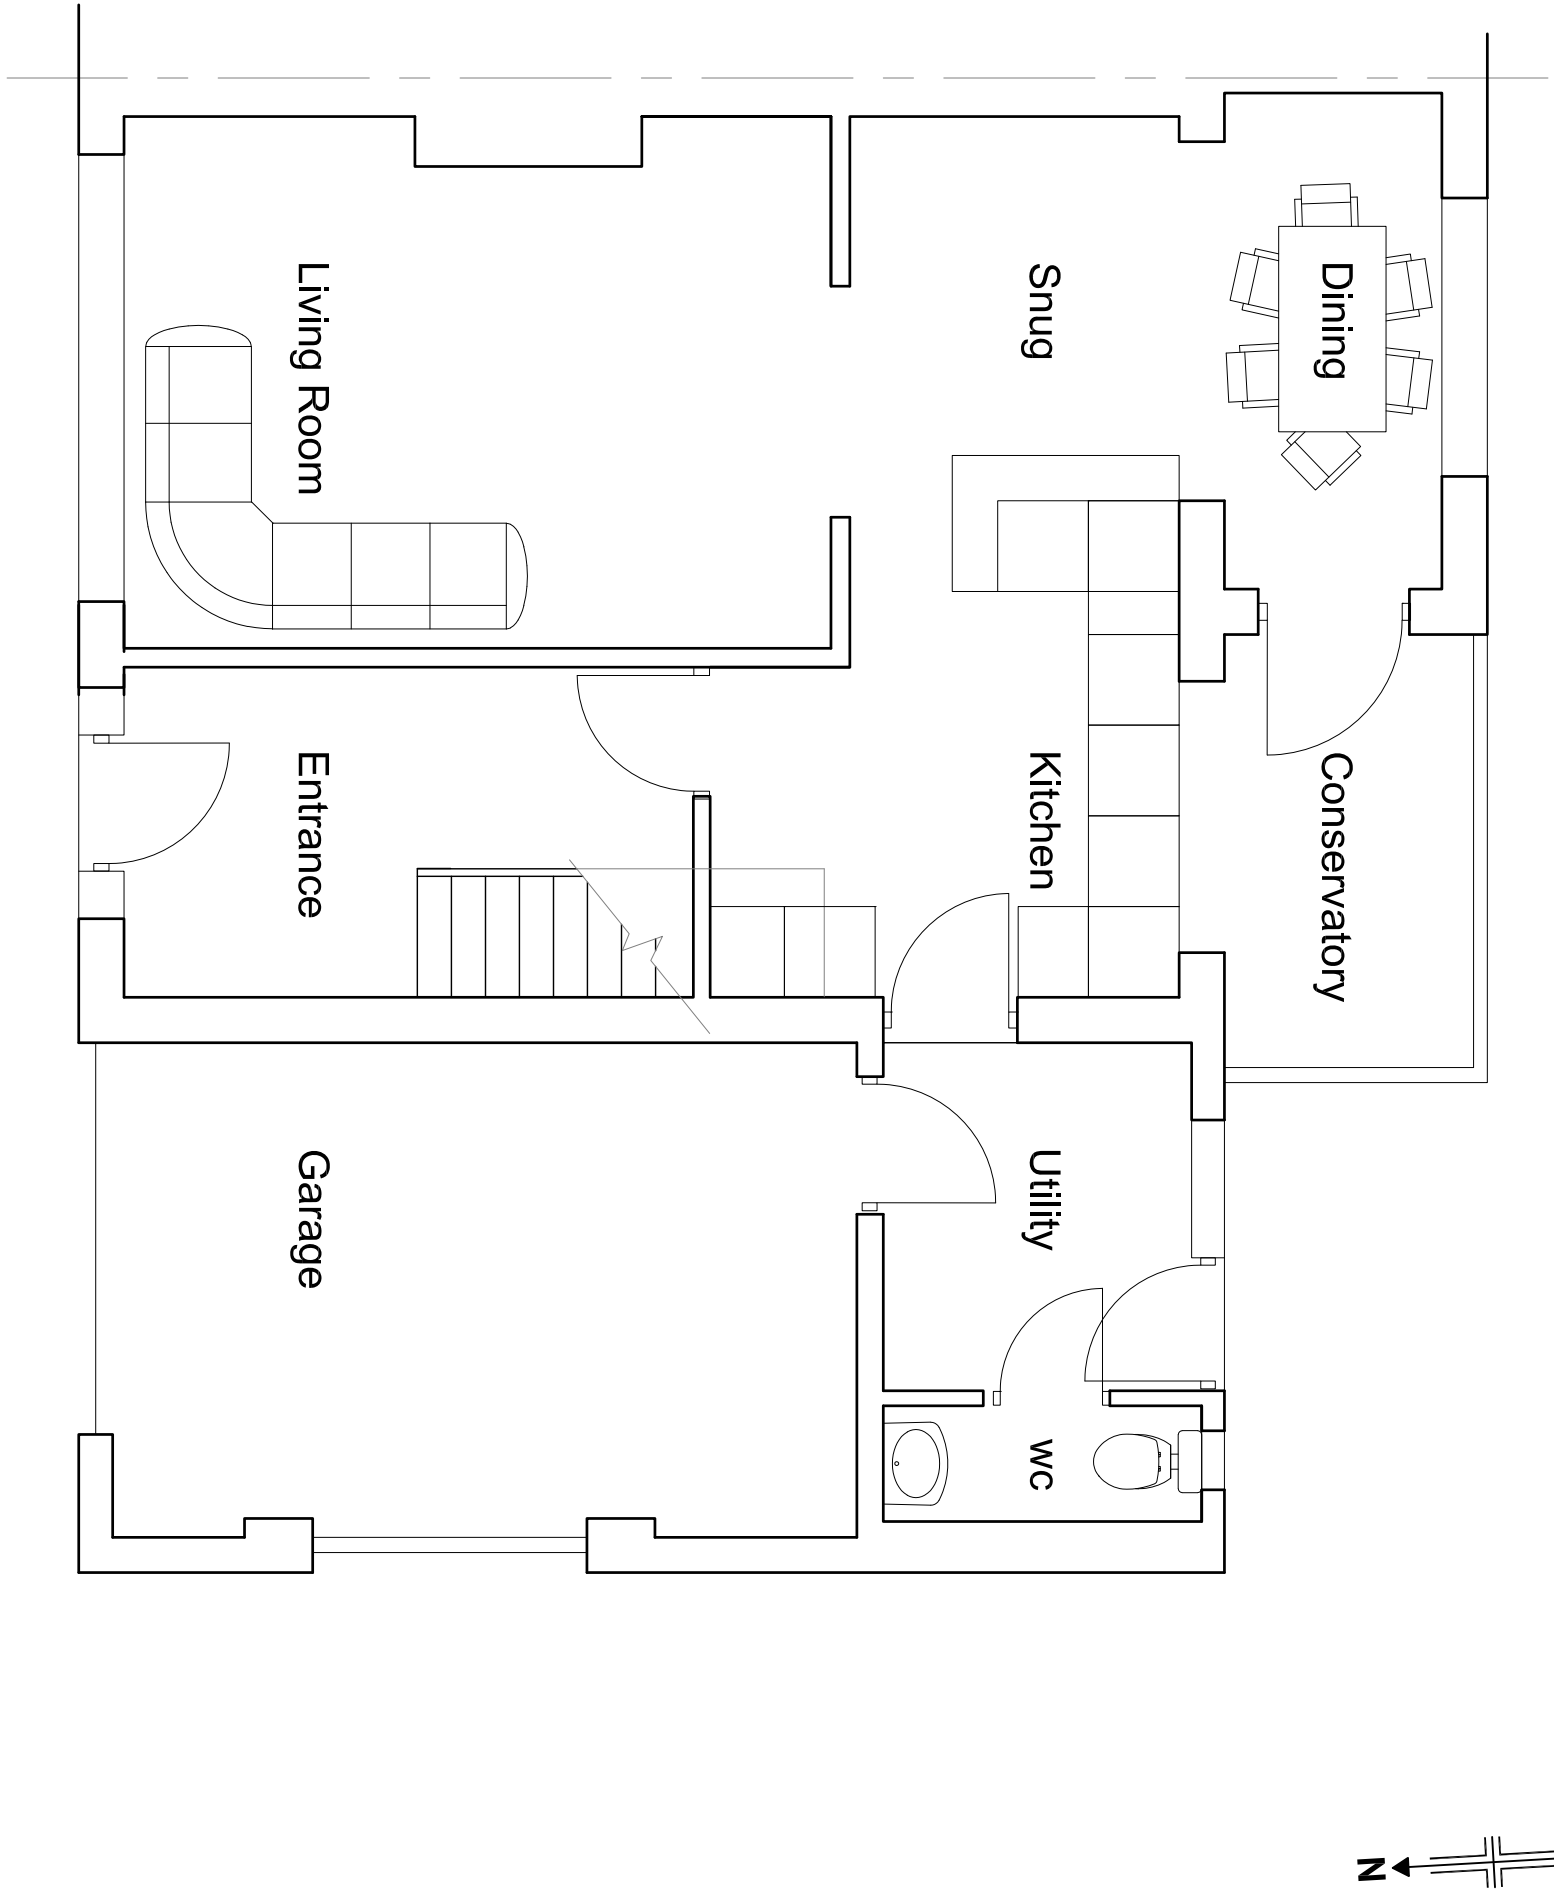 Dining
Conservatory
N
Snug
Kitchen
Utility
wc
Living Room
Entrance
Garage